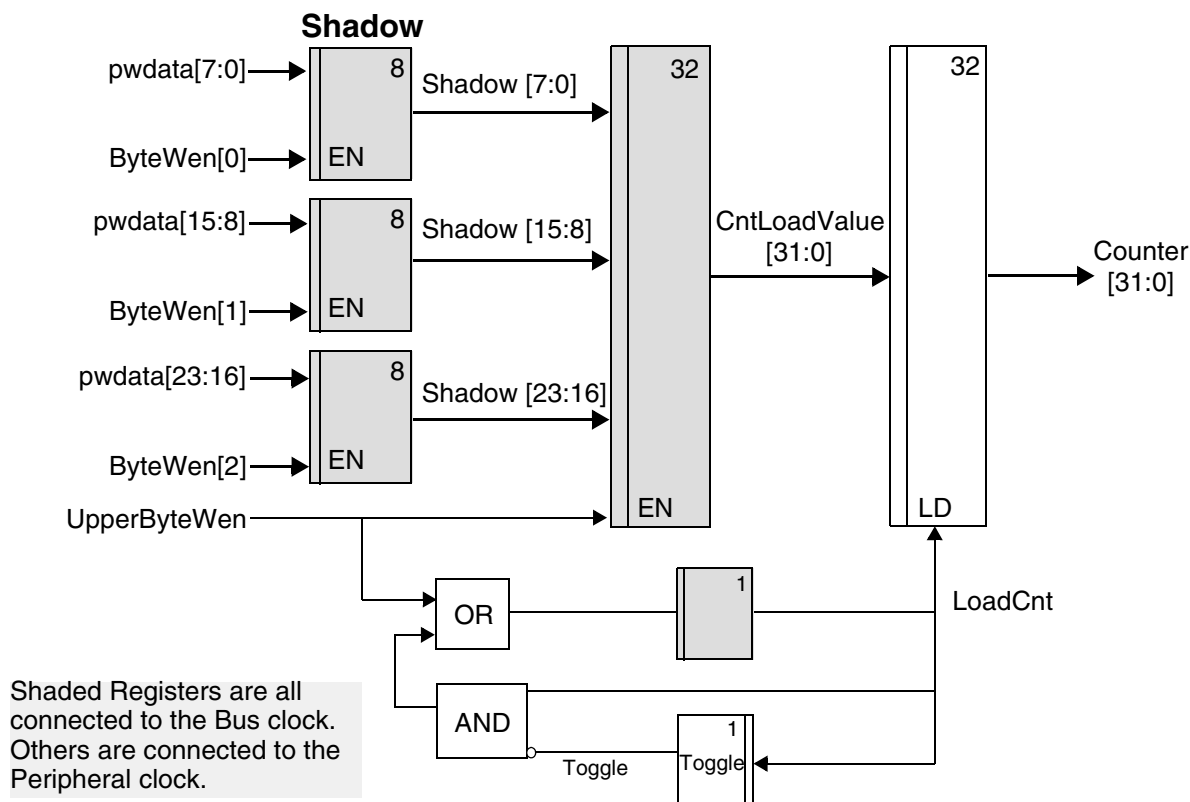 Shadow
pwdata[7:0]
8
32
32
Shadow [7:0]
ByteWen[0]
EN
pwdata[15:8]
8
Shadow [15:8]
CntLoadValue
[31:0]
Counter
[31:0]
ByteWen[1]
EN
pwdata[23:16]
8
Shadow [23:16]
ByteWen[2]
EN
UpperByteWen
EN
LD
1
OR
LoadCnt
Shaded Registers are all
connected to the Bus clock.
Others are connected to the
Peripheral clock.
AND
1
Toggle
Toggle